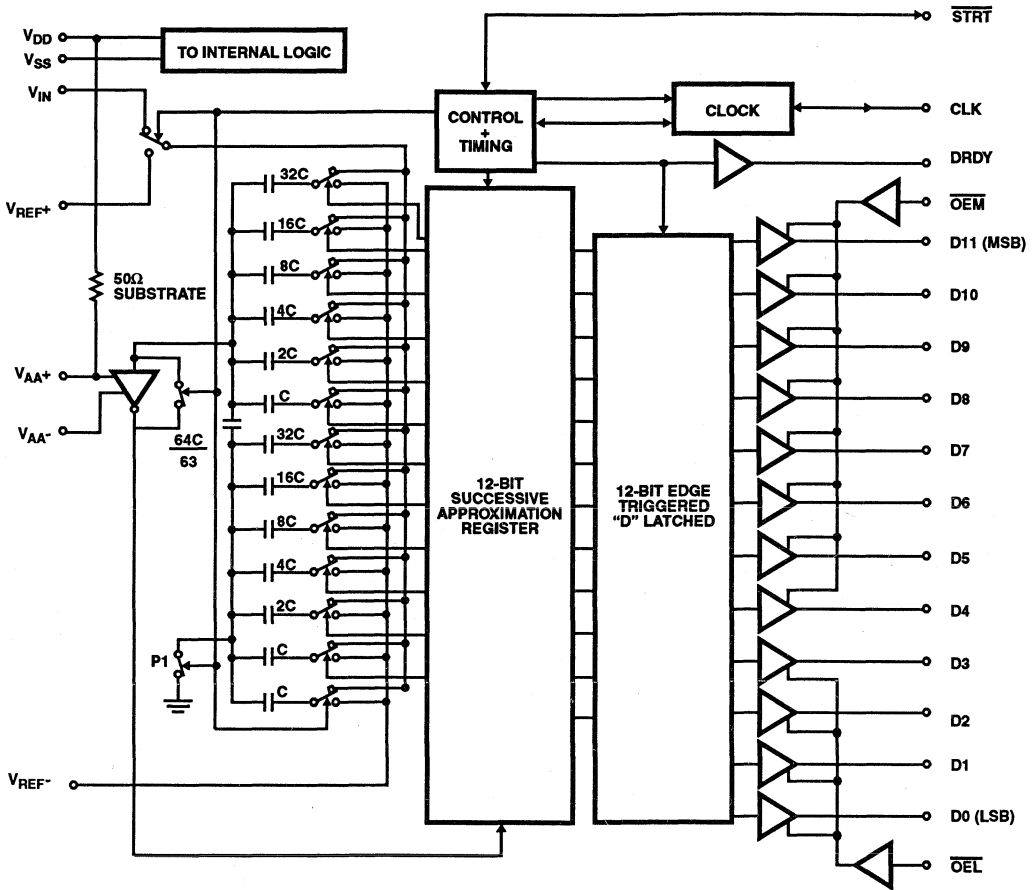 STRT
VDD
VSS
TO INTERNAL LOGIC
VIN
CONTROL
+
TIMING
CLOCK
CLK
DRDY
VREF+
OEM
32C
16C
8C
4C
2C
C
32C
16C
8C
4C
2C
C
C
50Ω
SUBSTRATE
VAA+
VAA-
64C
63
P1
VREF-
12-BIT
SUCCESSIVE
APPROXIMATION
REGISTER
12-BIT EDGE
TRIGGERED
“D” LATCHED
D11 (MSB)
D10
D9
D8
D7
D6
D5
D4
D3
D2
D1
D0 (LSB)
OEL